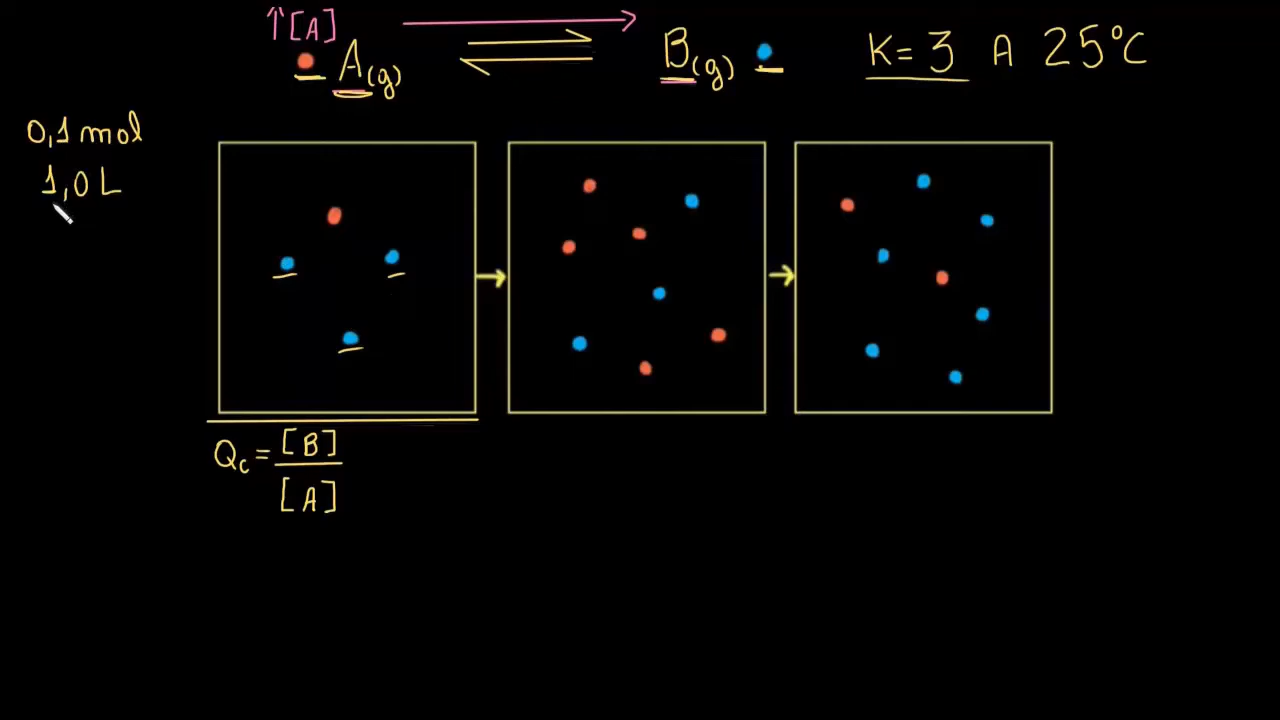 ↑[A]
A(g) ⇌ B(g) K=3 A 25°C
0,1 mol
1,0 L
Qc = [B]
[A]